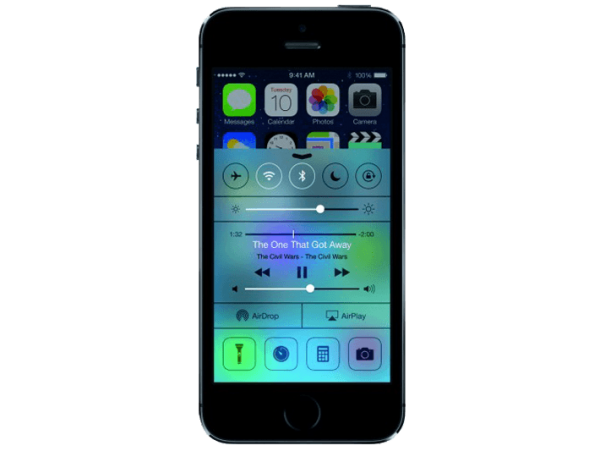 9:41 AM 100%
Tuesday
10
Messages Calendar Photos Camera
1:32 -2:00
The One That Got Away
The Civil Wars - The Civil Wars
AirDrop AirPlay